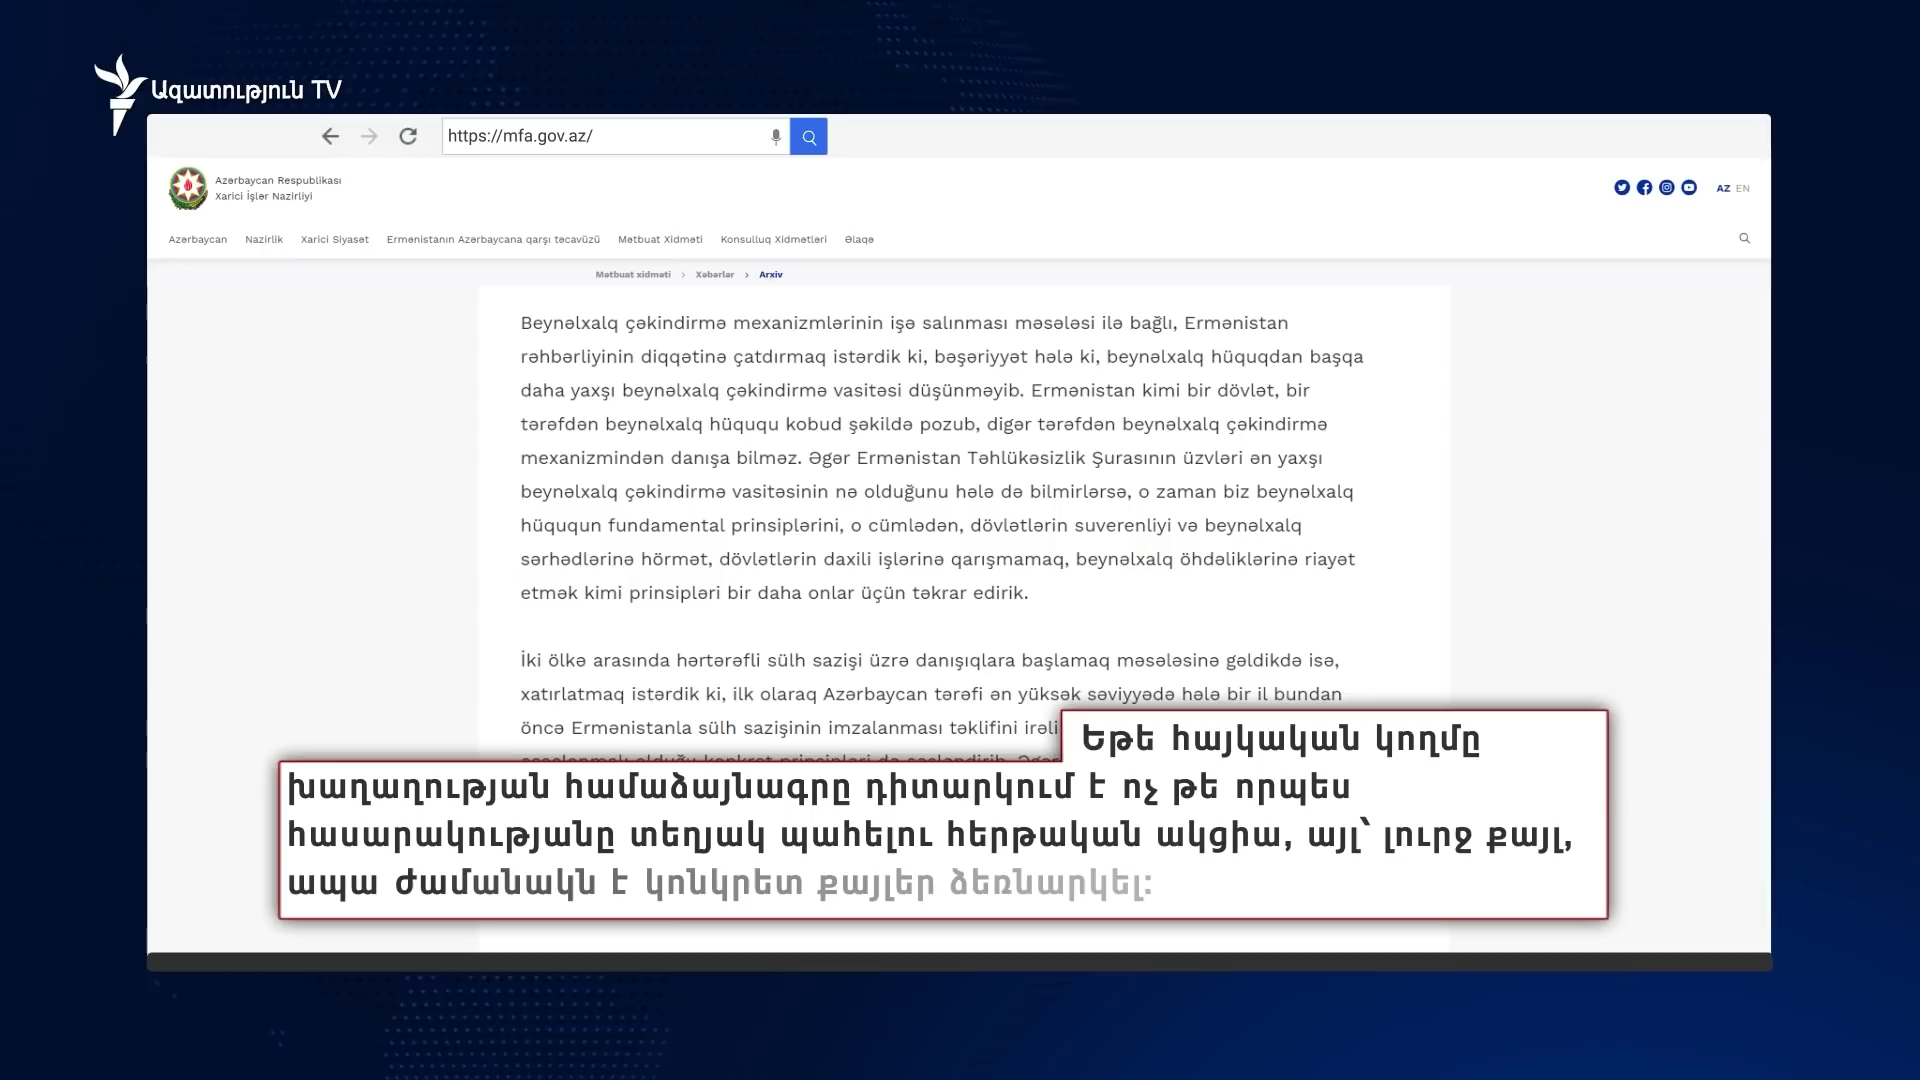 Ազատություն TV
https://mfa.gov.az/
Azərbaycan Respublikası
Xarici İşlər Nazirliyi
AZ EN
Azərbaycan Nazirlik Xarici Siyasət Ermənistanın Azərbaycana qarşı təcavüzü Mətbuat Xidməti Konsulluq Xidmətləri Əlaqə
Mətbuat xidməti > Xəbərlər > Arxiv
Beynəlxalq çəkindirmə mexanizmlərinin işə salınması məsələsi ilə bağlı, Ermənistan
rəhbərliyinin diqqətinə çatdırmaq istərdik ki, bəşəriyyət hələ ki, beynəlxalq hüquqdan başqa
daha yaxşı beynəlxalq çəkindirmə vasitəsi düşünməyib. Ermənistan kimi bir dövlət, bir
tərəfdən beynəlxalq hüququ kobud şəkildə pozub, digər tərəfdən beynəlxalq çəkindirmə
mexanizmindən danışa bilməz. Əgər Ermənistan Təhlükəsizlik Şurasının üzvləri ən yaxşı
beynəlxalq çəkindirmə vasitəsinin nə olduğunu hələ də bilmirlərsə, o zaman biz beynəlxalq
hüququn fundamental prinsiplərini, o cümlədən, dövlətlərin suverenliyi və beynəlxalq
sərhədlərinə hörmət, dövlətlərin daxili işlərinə qarışmamaq, beynəlxalq öhdəliklərinə riayət
etmək kimi prinsipləri bir daha onlar üçün təkrar edirik.
İki ölkə arasında hərtərəfli sülh sazişi üzrə danışıqlara başlamaq məsələsinə gəldikdə isə,
xatırlatmaq istərdik ki, ilk olaraq Azərbaycan tərəfi ən yüksək səviyyədə hələ bir il bundan
öncə Ermənistanla sülh sazişinin imzalanması təklifini irəli
Եթե հայկական կողմը
խաղաղության համաձայնագրը դիտարկում է ոչ թե որպես
հասարակությանը տեղյակ պահելու հերթական ակցիա, այլ՝ լուրջ քայլ,
ապա ժամանակն է կոնկրետ քայլեր ձեռնարկել: